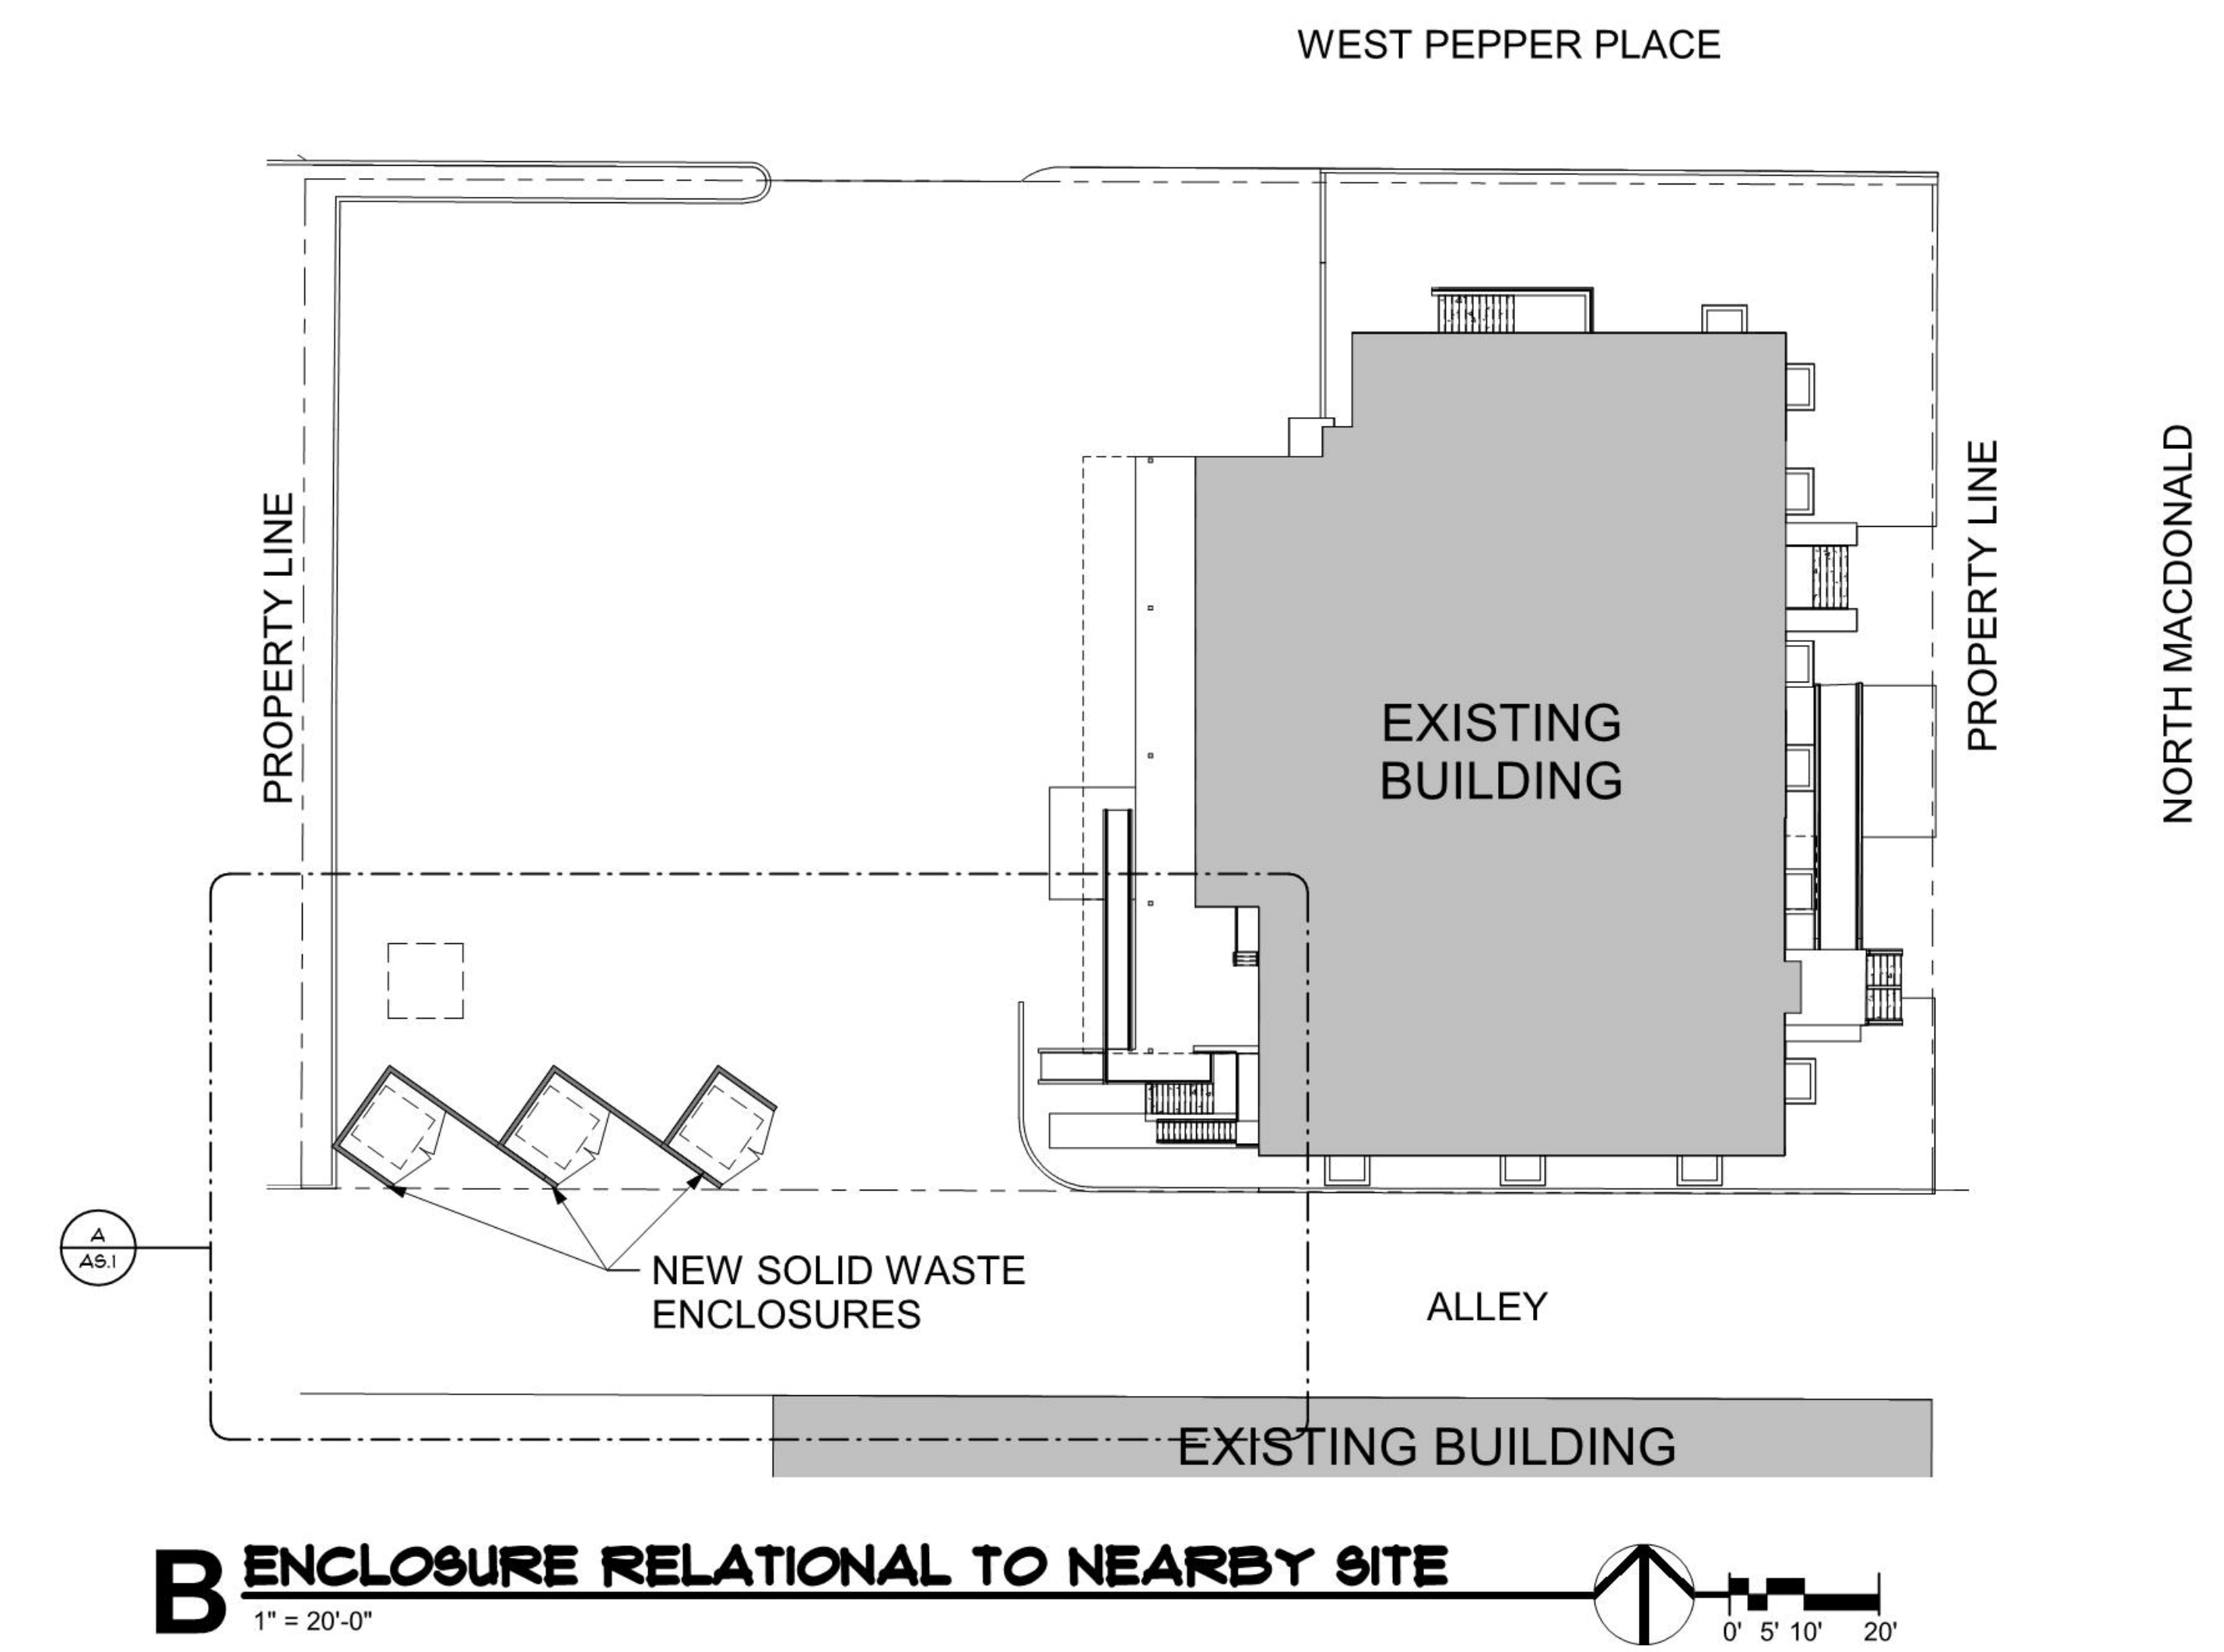 WEST PEPPER PLACE
PROPERTY LINE
PROPERTY LINE
NORTH MACDONALD
EXISTING
BUILDING
A
AS.1
NEW SOLID WASTE
ENCLOSURES
ALLEY
EXISTING BUILDING
B ENCLOSURE RELATIONAL TO NEARBY SITE
1" = 20'-0"
0' 5' 10' 20'